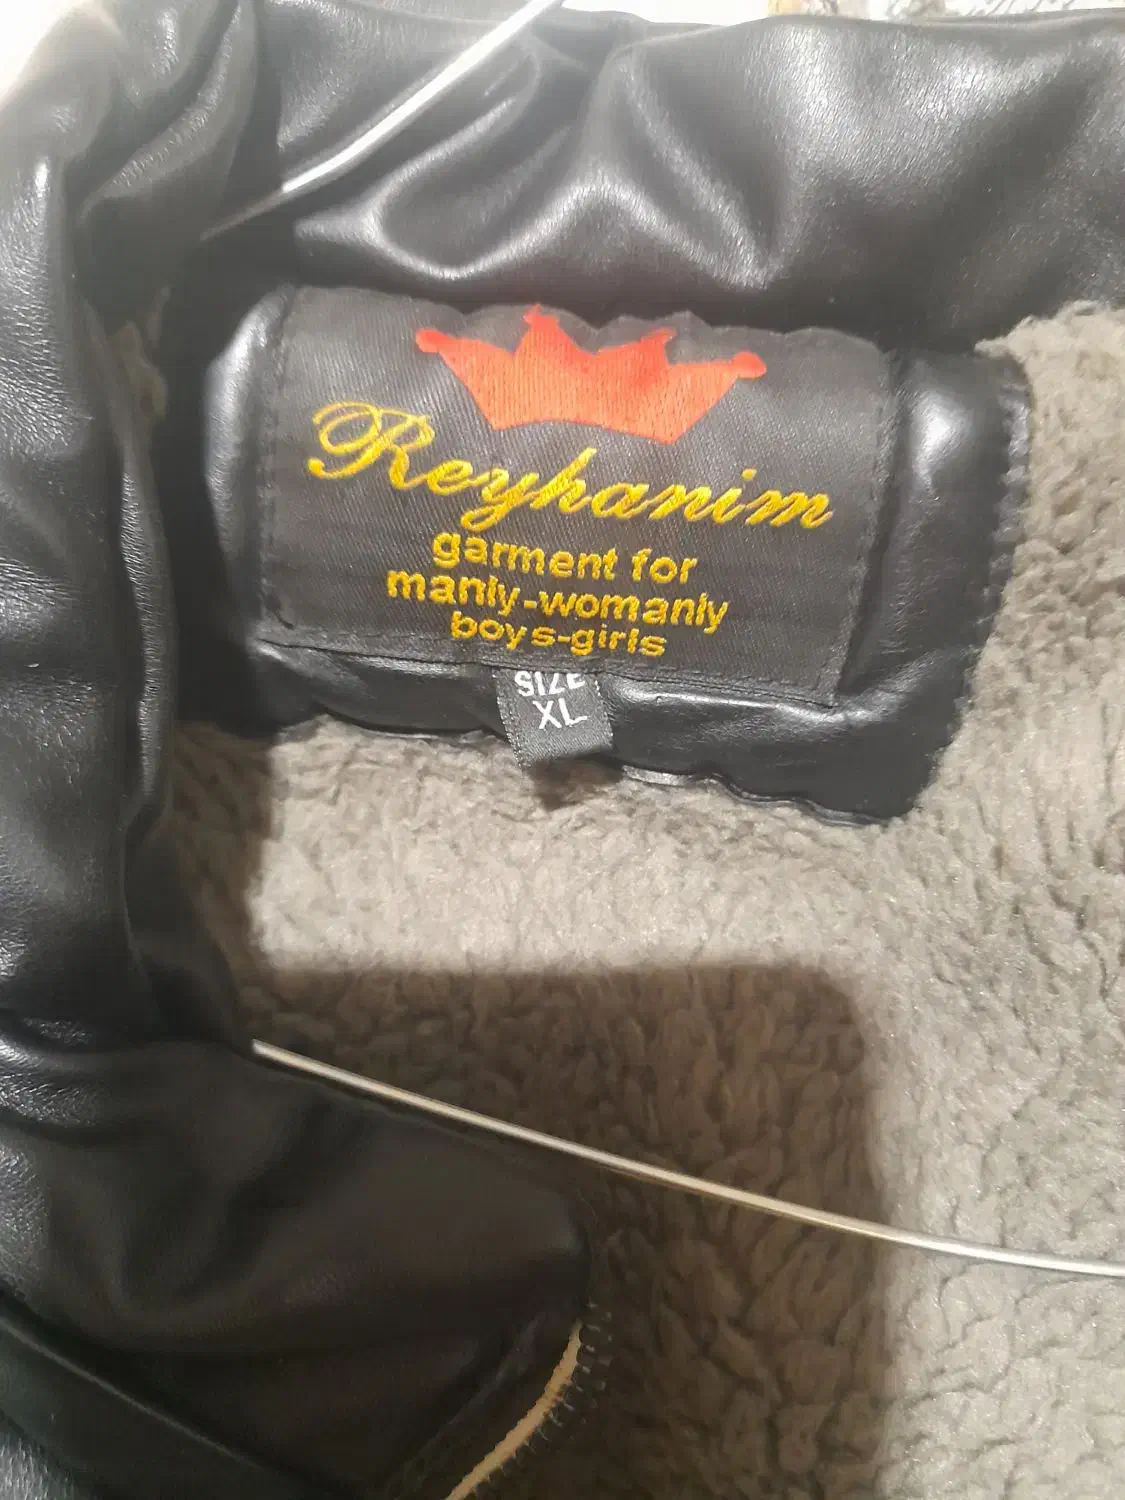 Reyhanim
garment for
manly-womanly
boys-girls
SIZE
XL